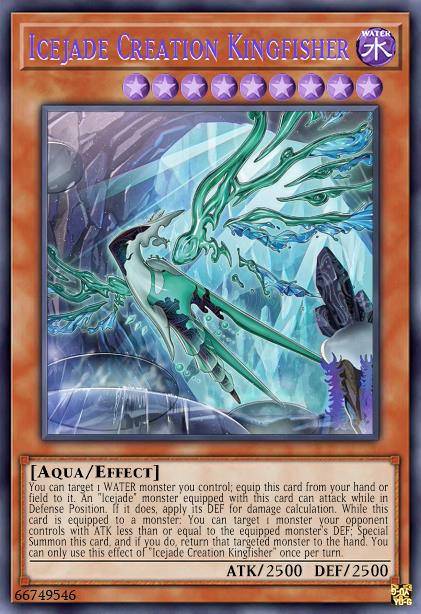 Icejade Creation Kingfisher
WATER
水
[Aqua/Effect]
You can target 1 WATER monster you control; equip this card from your hand or
field to it. An "Icejade" monster equipped with this card can attack while in
Defense Position. If it does, apply its DEF for damage calculation. While this
card is equipped to a monster: You can target 1 monster your opponent
controls with ATK less than or equal to the equipped monster's DEF; Special
Summon this card, and if you do, return that targeted monster to the hand. You
can only use this effect of "Icejade Creation Kingfisher" once per turn.
ATK/2500 DEF/2500
66749546